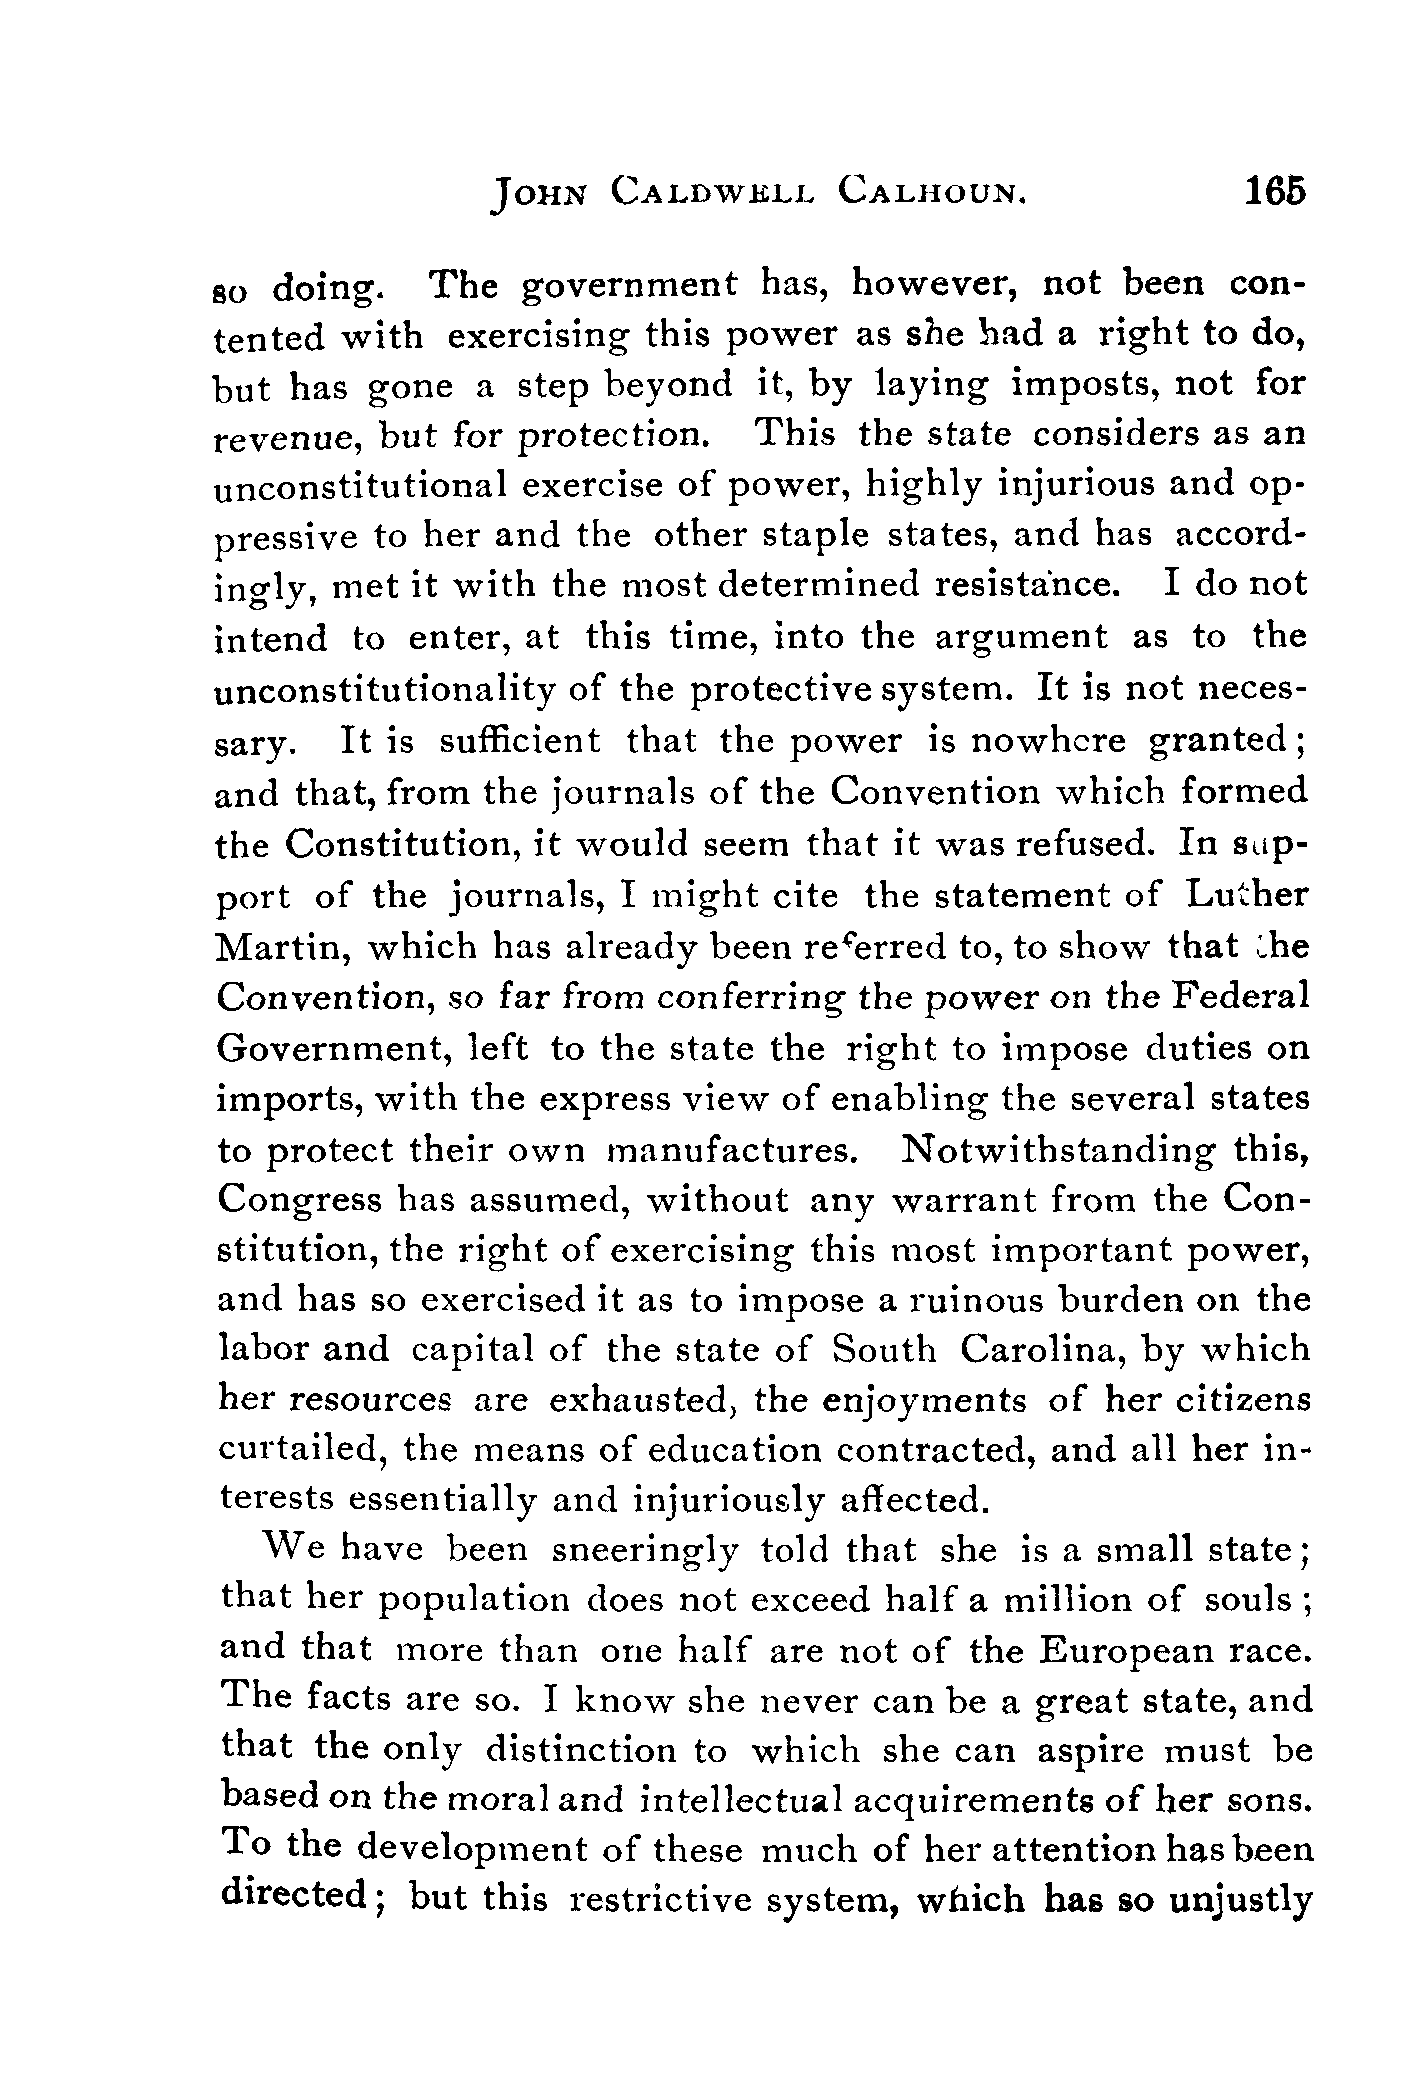 JOHN CALDWELL CALHOUN. 165
so doing. The government has, however, not been con-
tented with exercising this power as she had a right to do,
but has gone a step beyond it, by laying imposts, not for
revenue, but for protection. This the state considers as an
unconstitutional exercise of power, highly injurious and op-
pressive to her and the other staple states, and has accord-
ingly, met it with the most determined resistance. I do not
intend to enter, at this time, into the argument as to the
unconstitutionality of the protective system. It is not neces-
sary. It is sufficient that the power is nowhere granted;
and that, from the journals of the Convention which formed
the Constitution, it would seem that it was refused. In sup-
port of the journals, I might cite the statement of Luther
Martin, which has already been referred to, to show that the
Convention, so far from conferring the power on the Federal
Government, left to the state the right to impose duties on
imports, with the express view of enabling the several states
to protect their own manufactures. Notwithstanding this,
Congress has assumed, without any warrant from the Con-
stitution, the right of exercising this most important power,
and has so exercised it as to impose a ruinous burden on the
labor and capital of the state of South Carolina, by which
her resources are exhausted, the enjoyments of her citizens
curtailed, the means of education contracted, and all her in-
terests essentially and injuriously affected.
We have been sneeringly told that she is a small state;
that her population does not exceed half a million of souls;
and that more than one half are not of the European race.
The facts are so. I know she never can be a great state, and
that the only distinction to which she can aspire must be
based on the moral and intellectual acquirements of her sons.
To the development of these much of her attention has been
directed; but this restrictive system, which has so unjustly